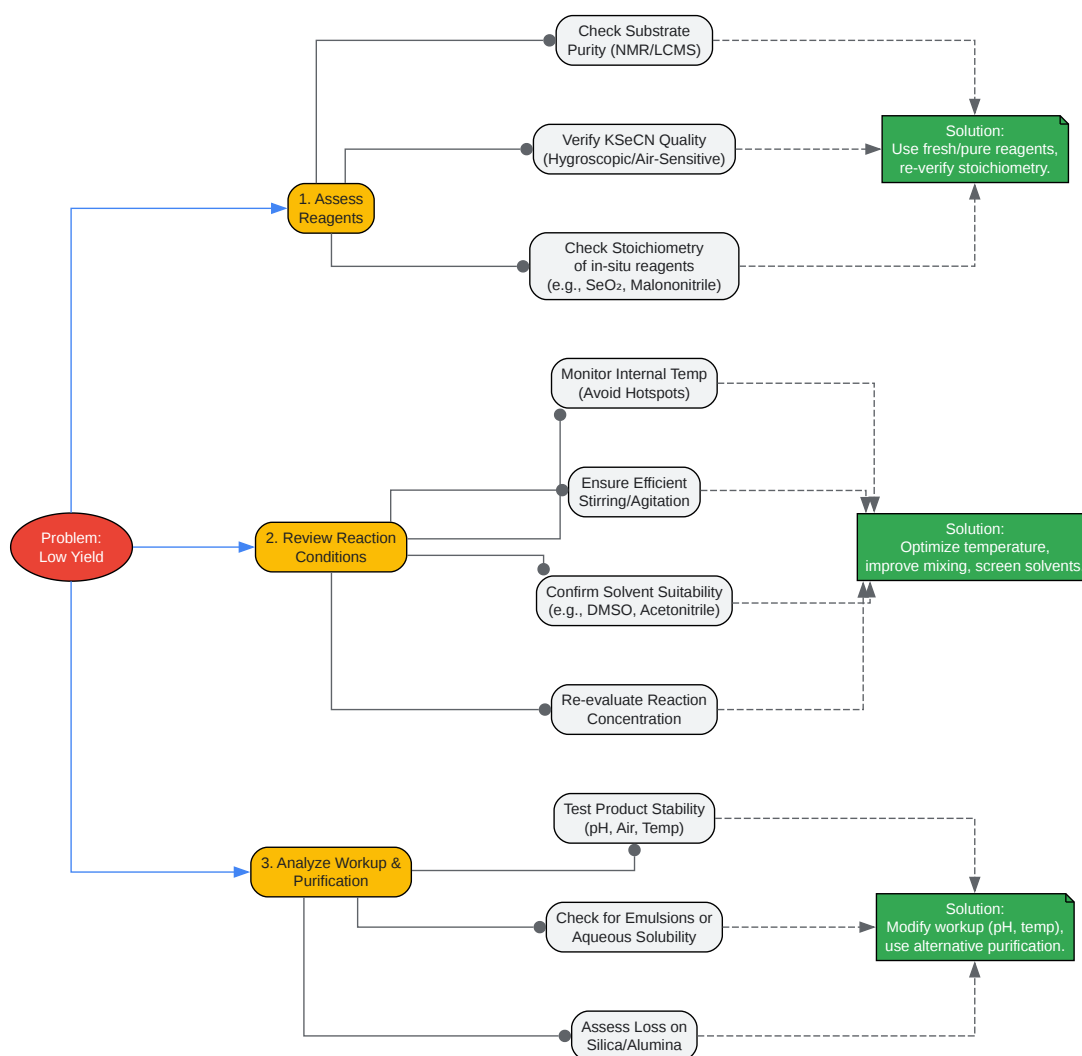 Check Substrate
Purity (NMR/LCMS)
Verify KSeCN Quality
(Hygroscopic/Air-Sensitive)
Solution:
Use fresh/pure reagents,
re-verify stoichiometry.
1. Assess
Reagents
Check Stoichiometry
of in-situ reagents
(e.g., SeO₂, Malononitrile)
Monitor Internal Temp
(Avoid Hotspots)
Ensure Efficient
Stirring/Agitation
Problem:
Low Yield
2. Review Reaction
Conditions
Solution:
Optimize temperature,
improve mixing, screen solvents
Confirm Solvent Suitability
(e.g., DMSO, Acetonitrile)
Re-evaluate Reaction
Concentration
Test Product Stability
(pH, Air, Temp)
3. Analyze Workup &
Purification
Check for Emulsions or
Aqueous Solubility
Solution:
Modify workup (pH, temp),
use alternative purification.
Assess Loss on
Silica/Alumina